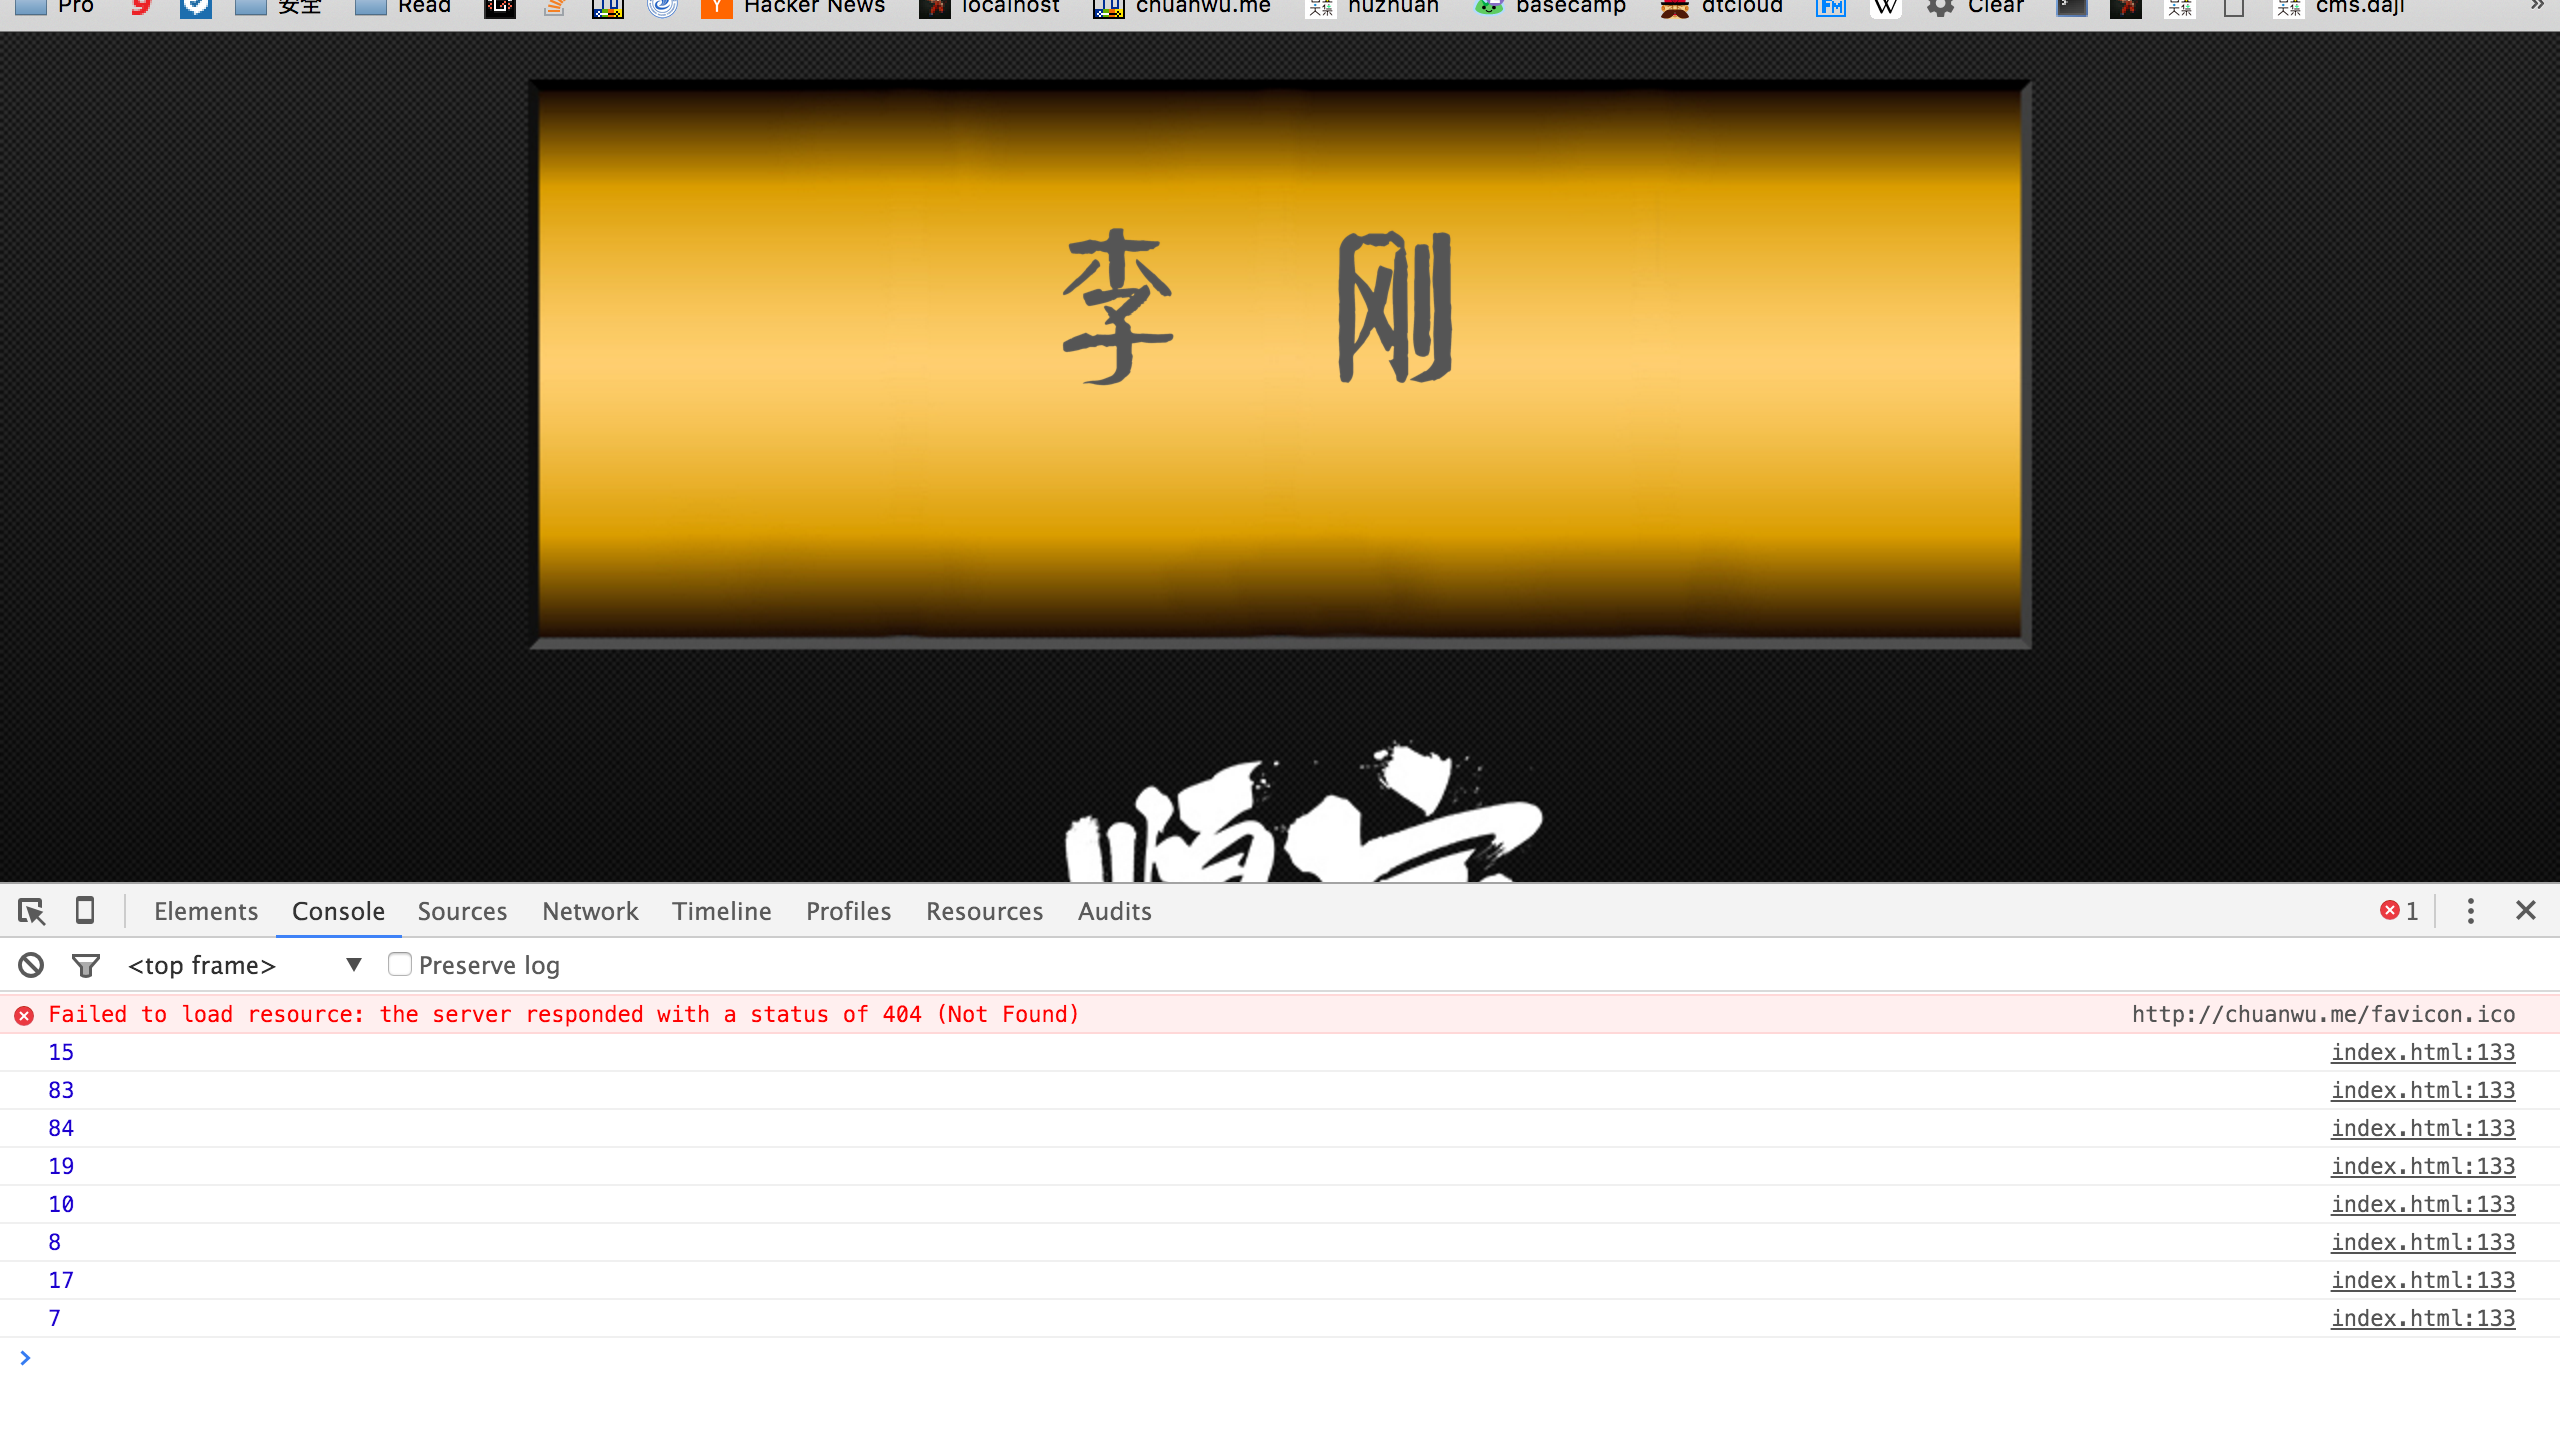 Pro 安全 Read Hacker News localhost chuanwu.me huzhuan basecamp dtcloud FM W Clear cms.daji »
李 刚
Elements Console Sources Network Timeline Profiles Resources Audits 1
<top frame> Preserve log
Failed to load resource: the server responded with a status of 404 (Not Found) http://chuanwu.me/favicon.ico
15 index.html:133
83 index.html:133
84 index.html:133
19 index.html:133
10 index.html:133
8 index.html:133
17 index.html:133
7 index.html:133